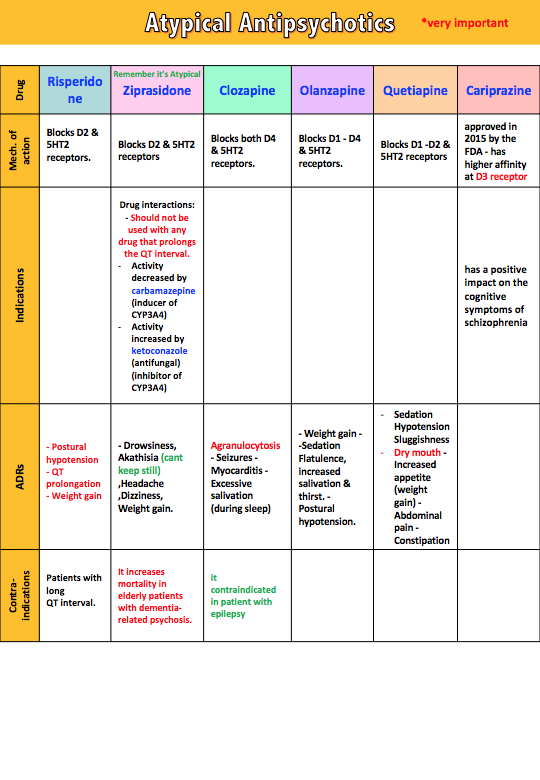 Atypical Antipsychotics
*very important
Drug
Risperido
ne
Remember it's Atypical
Ziprasidone
Clozapine
Olanzapine
Quetiapine
Cariprazine
Mech. of
action
Blocks D2 &
5HT2
receptors.
Blocks D2 & 5HT2
receptors
Blocks both D4
& 5HT2
receptors.
Blocks D1 - D4
& 5HT2
receptors.
Blocks D1 -D2 &
5HT2 receptors
approved in
2015 by the
FDA - has
higher affinity
at D3 receptor
Indications
Drug interactions:
- Should not be
used with any
drug that prolongs
the QT interval.
- Activity
decreased by
carbamazepine
(inducer of
CYP3A4)
- Activity
increased by
ketoconazole
(antifungal)
(inhibitor of
CYP3A4)
has a positive
impact on the
cognitive
symptoms of
schizophrenia
ADRs
- Postural
hypotension
- QT
prolongation
- Weight gain
- Drowsiness,
Akathisia (cant
keep still)
,Headache
,Dizziness,
Weight gain.
Agranulocytosis
- Seizures -
Myocarditis -
Excessive
salivation
(during sleep)
- Weight gain -
-Sedation
Flatulence,
increased
salivation &
thirst. -
Postural
hypotension.
- Sedation
Hypotension
Sluggishness
- Dry mouth -
Increased
appetite
(weight
gain) -
Abdominal
pain -
Constipation
Contra-
indications
Patients with
long
QT interval.
It increases
mortality in
elderly patients
with dementia-
related psychosis.
it
contraindicated
in patient with
epilepsy